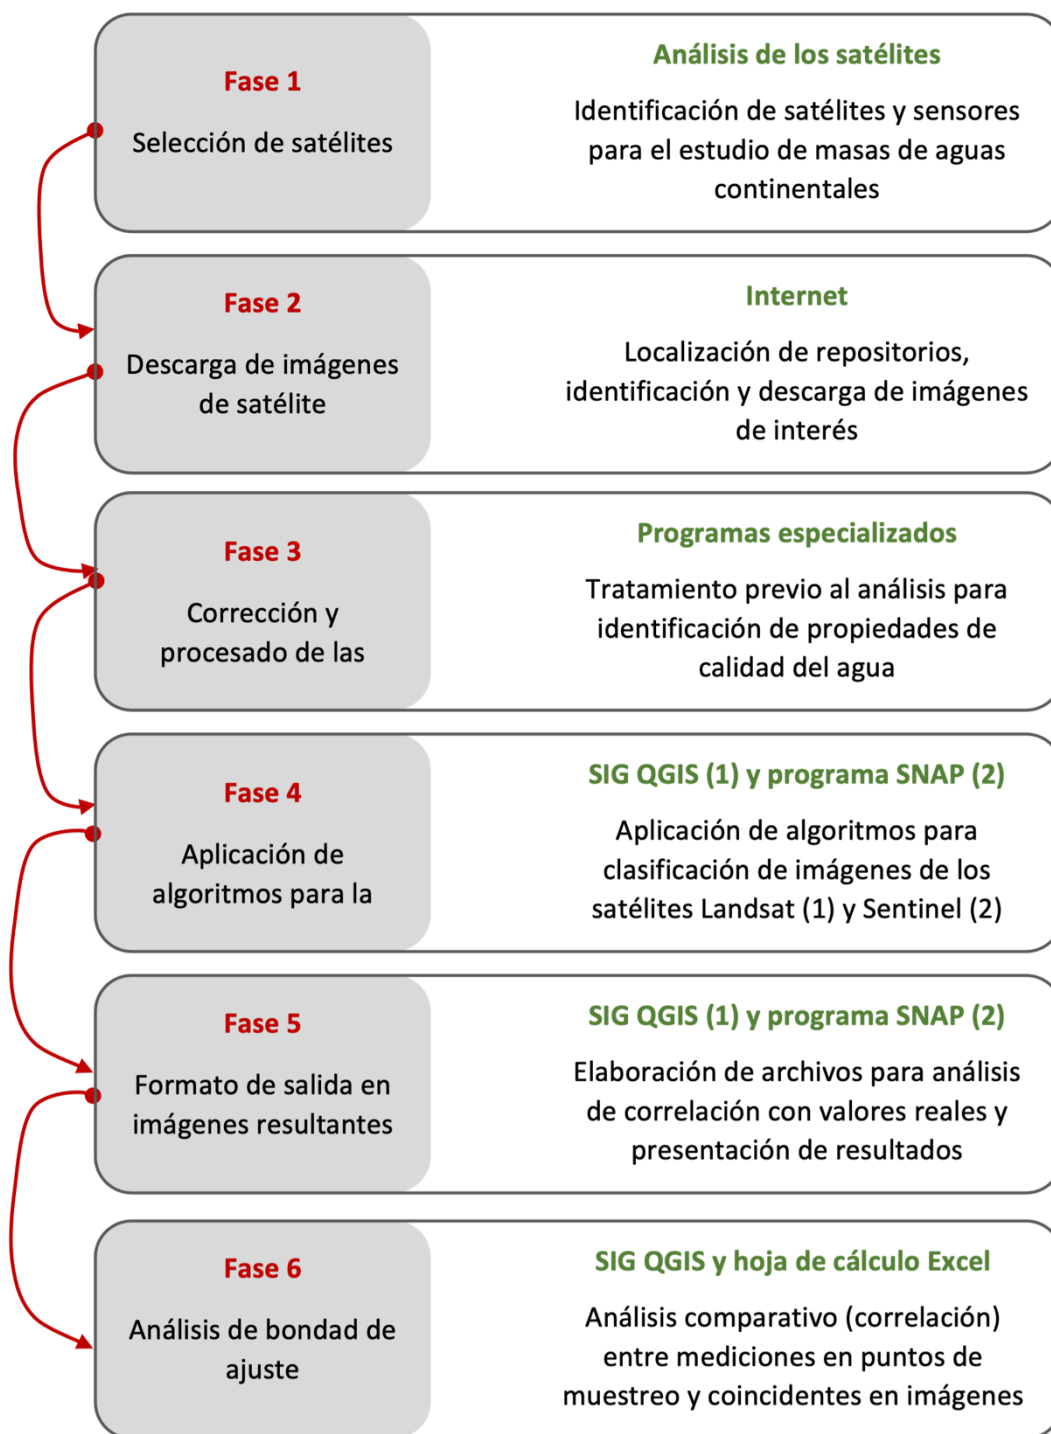 Fase 1
Selección de satélites
Análisis de los satélites
Identificación de satélites y sensores
para el estudio de masas de aguas
continentales
Fase 2
Descarga de imágenes
de satélite
Internet
Localización de repositorios,
identificación y descarga de imágenes
de interés
Fase 3
Corrección y
procesado de las
Programas especializados
Tratamiento previo al análisis para
identificación de propiedades de
calidad del agua
Fase 4
Aplicación de
algoritmos para la
SIG QGIS (1) y programa SNAP (2)
Aplicación de algoritmos para
clasificación de imágenes de los
satélites Landsat (1) y Sentinel (2)
Fase 5
Formato de salida en
imágenes resultantes
SIG QGIS (1) y programa SNAP (2)
Elaboración de archivos para análisis
de correlación con valores reales y
presentación de resultados
Fase 6
Análisis de bondad de
ajuste
SIG QGIS y hoja de cálculo Excel
Análisis comparativo (correlación)
entre mediciones en puntos de
muestreo y coincidentes en imágenes